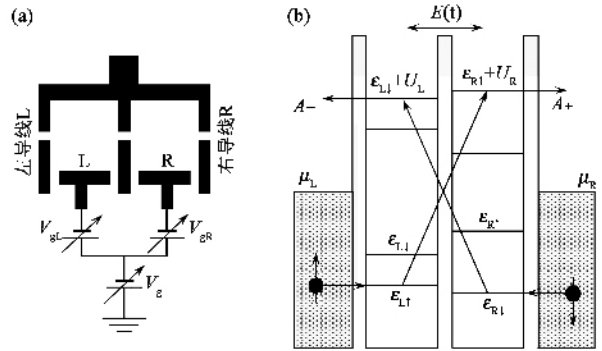 (a)
左导线L
右导线R
L
R
V_gL
V_gR
V_g
(b)
E(t)
ε_L↓+U_L
ε_R↑+U_R
A−
A+
μ_L
μ_R
ε_L↓
ε_L↑
ε_R↓